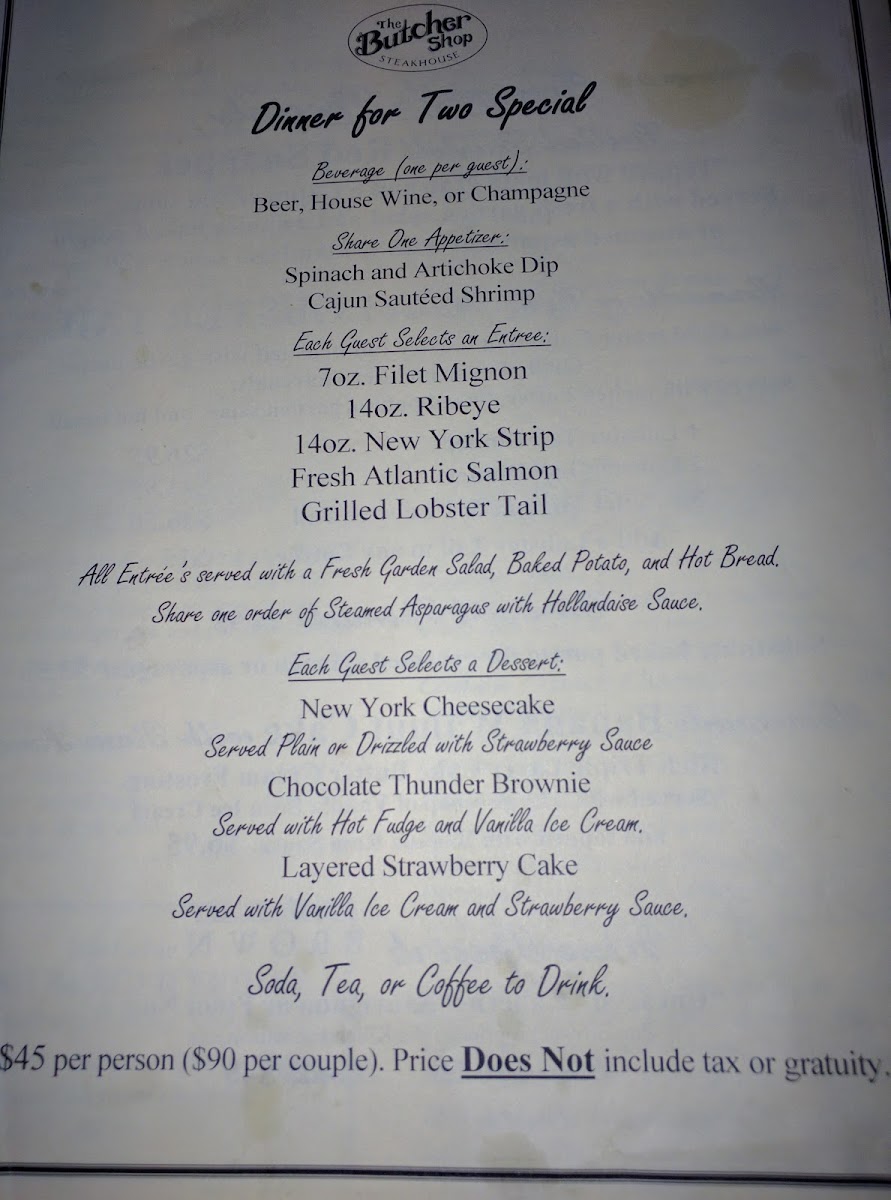 The
Butcher
Shop
STEAKHOUSE
Dinner for Two Special
Beverage (one per guest):
Beer, House Wine, or Champagne
Share One Appetizer:
Spinach and Artichoke Dip
Cajun Sautéed Shrimp
Each Guest Selects an Entree:
7oz. Filet Mignon
14oz. Ribeye
14oz. New York Strip
Fresh Atlantic Salmon
Grilled Lobster Tail
All Entrée's served with a Fresh Garden Salad, Baked Potato, and Hot Bread.
Share one order of Steamed Asparagus with Hollandaise Sauce.
Each Guest Selects a Dessert:
New York Cheesecake
Served Plain or Drizzled with Strawberry Sauce
Chocolate Thunder Brownie
Served with Hot Fudge and Vanilla Ice Cream.
Layered Strawberry Cake
Served with Vanilla Ice Cream and Strawberry Sauce.
Soda, Tea, or Coffee to Drink.
$45 per person ($90 per couple). Price Does Not include tax or gratuity.